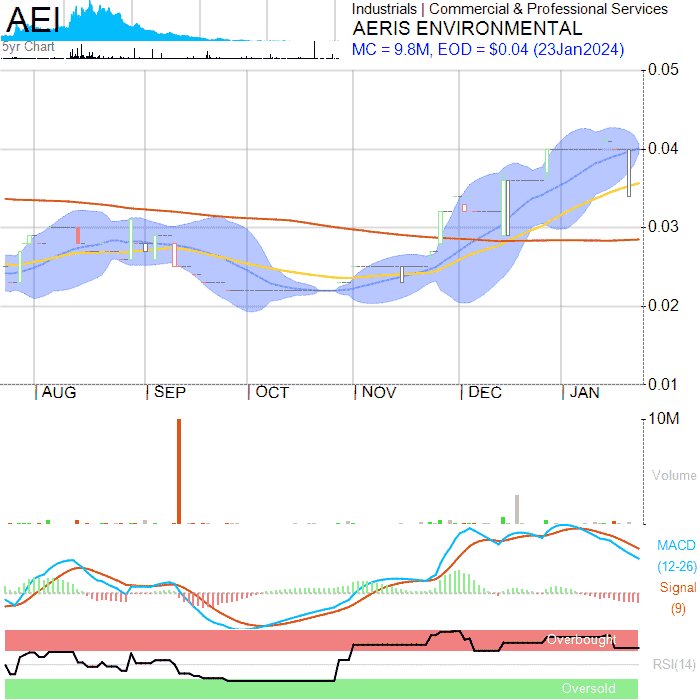 AEI
5yr Chart
Industrials | Commercial & Professional Services
AERIS ENVIRONMENTAL
MC = 9.8M, EOD = $0.04 (23Jan2024)
0.05
0.04
0.03
0.02
0.01
AUG SEP OCT NOV DEC JAN
10M
Volume
MACD
(12-26)
Signal
(9)
Overbought
RSI(14)
Oversold